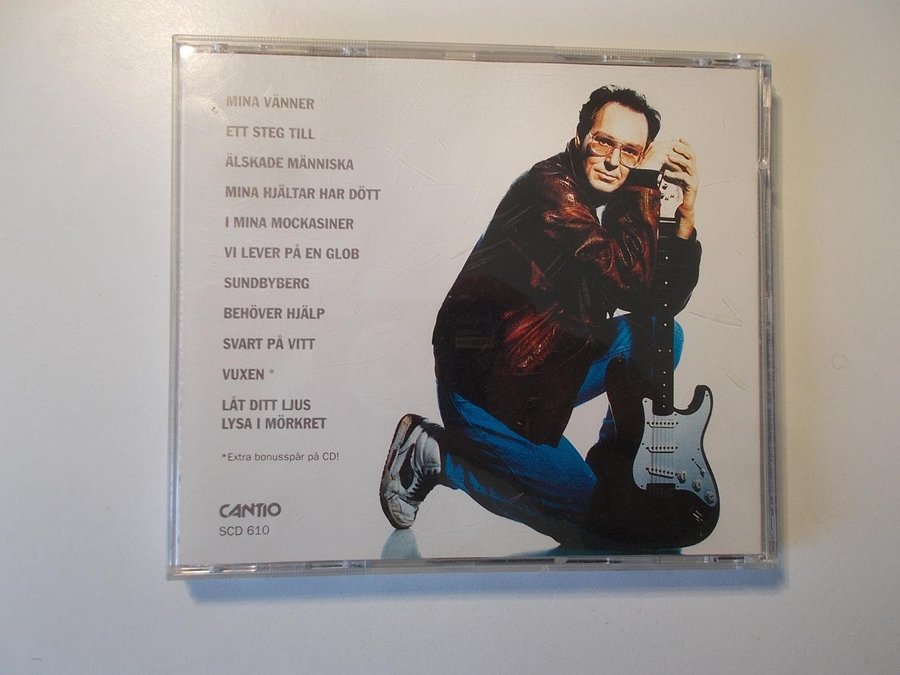 MINA VÄNNER
ETT STEG TILL
ÄLSKADE MÄNNISKA
MINA HJÄLTAR HAR DÖTT
I MINA MOCKASINER
VI LEVER PÅ EN GLOB
SUNDBYBERG
BEHÖVER HJÄLP
SVART PÅ VITT
VUXEN *
LÅT DITT LJUS
LYSA I MÖRKRET
*Extra bonusspår på CD!
CANTIO
SCD 610